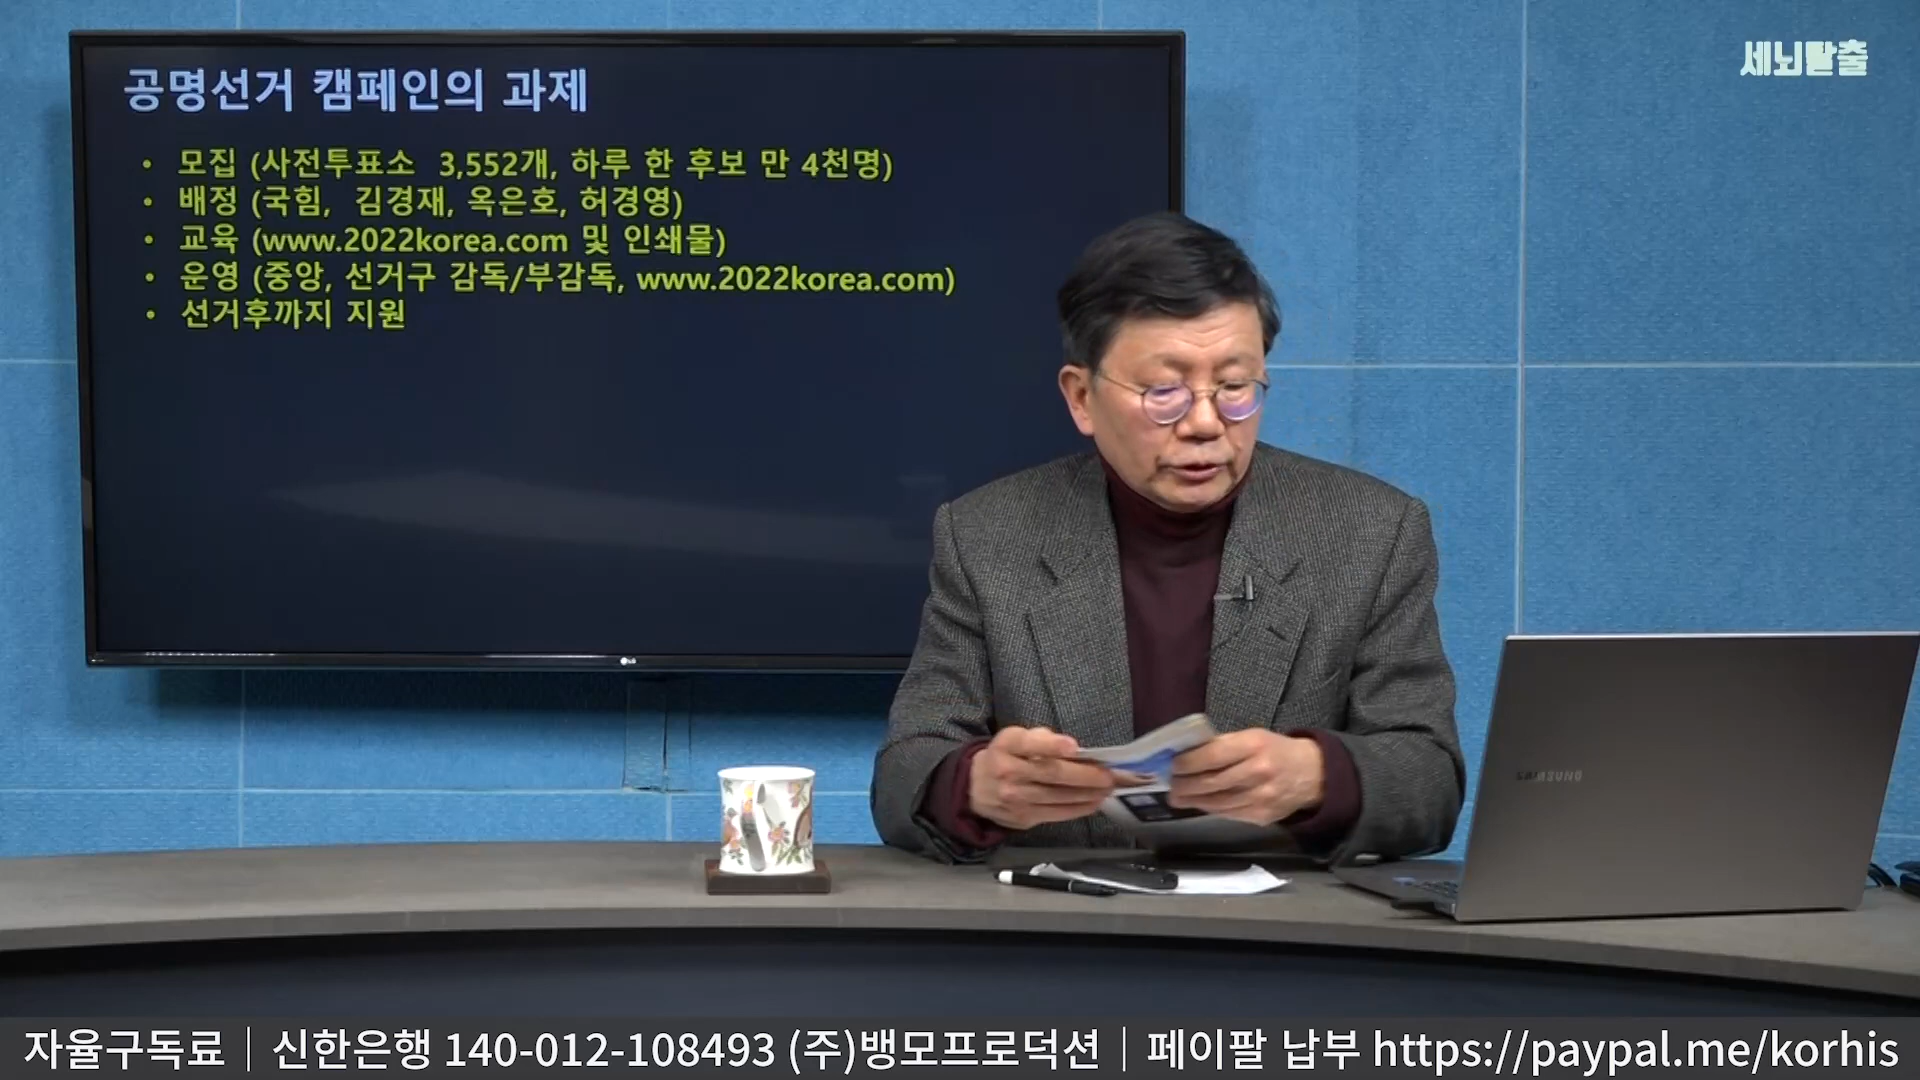 세뇌탈출
공명선거 캠페인의 과제
• 모집 (사전투표소 3,552개, 하루 한 후보 만 4천명)
• 배정 (국힘, 김경재, 옥은호, 허경영)
• 교육 (www.2022korea.com 및 인쇄물)
• 운영 (중앙, 선거구 감독/부감독, www.2022korea.com)
• 선거후까지 지원
LG
SAMSUNG
자율구독료｜신한은행 140-012-108493 (주)뱅모프로덕션｜페이팔 납부 https://paypal.me/korhis